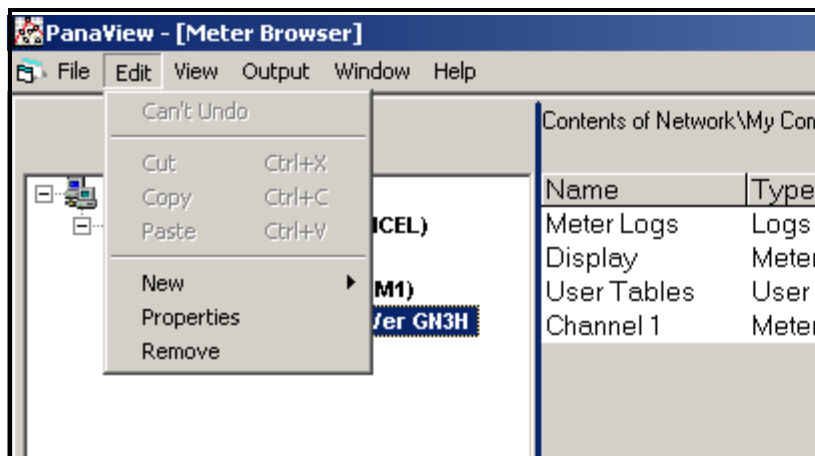 PanaView - [Meter Browser]
File Edit View Output Window Help
Can't Undo
Cut Ctrl+X
Copy Ctrl+C
Paste Ctrl+V
New
Properties
Remove
ICEL)
M1)
Ver GN3H
Contents of Network\My Con
Name Type
Meter Logs Logs
Display Meter
User Tables User
Channel 1 Meter